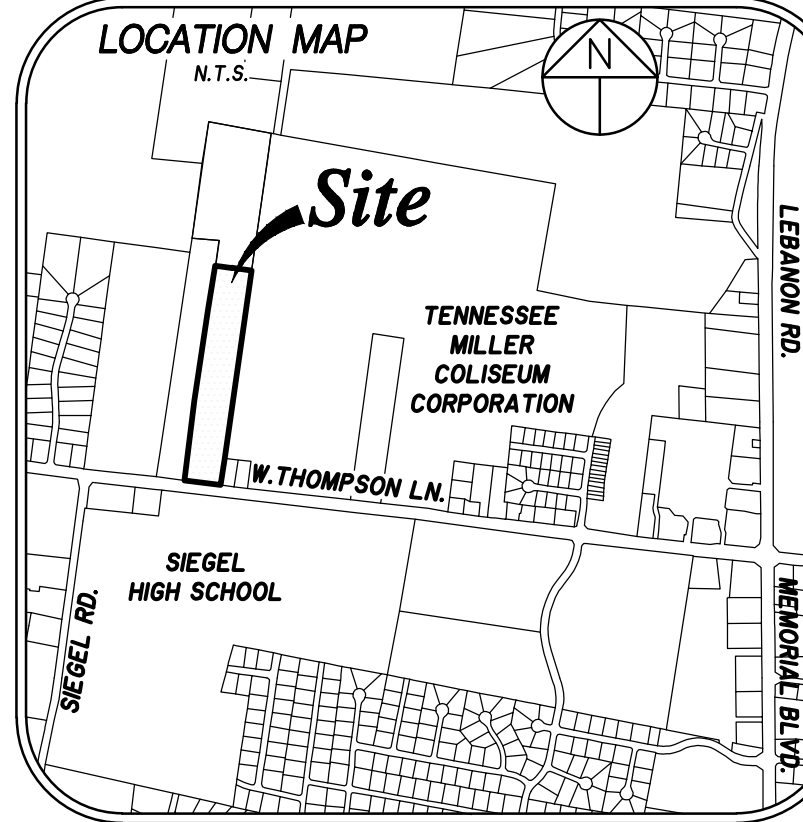 LOCATION MAP
N.T.S.
N
Site
LEBANON RD.
TENNESSEE
MILLER
COLISEUM
CORPORATION
W.THOMPSON LN.
SIEGEL
HIGH SCHOOL
SIEGEL RD.
MEMORIAL BLVD.